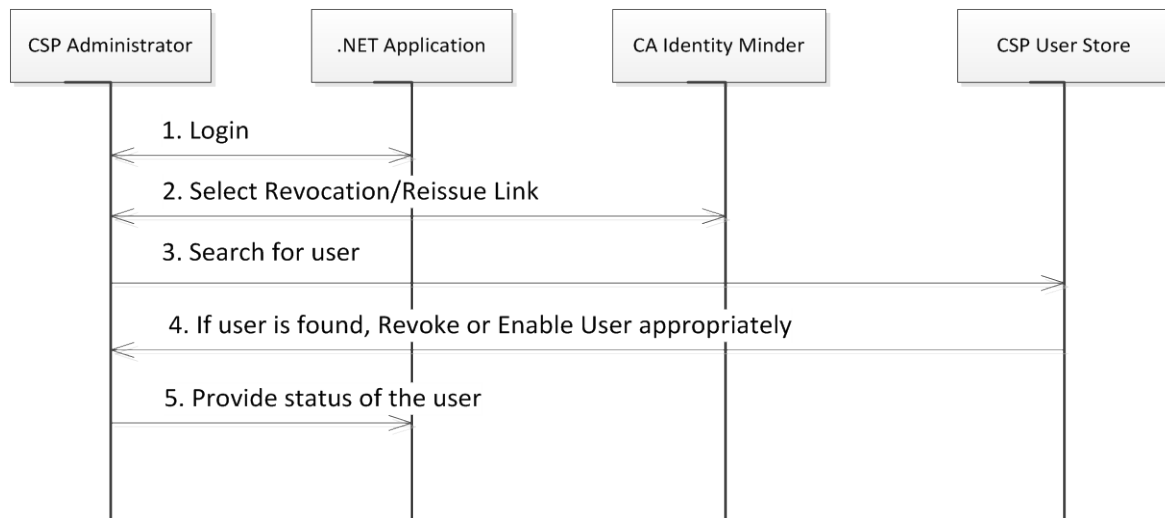 CSP Administrator
.NET Application
CA Identity Minder
CSP User Store
1. Login
2. Select Revocation/Reissue Link
3. Search for user
4. If user is found, Revoke or Enable User appropriately
5. Provide status of the user